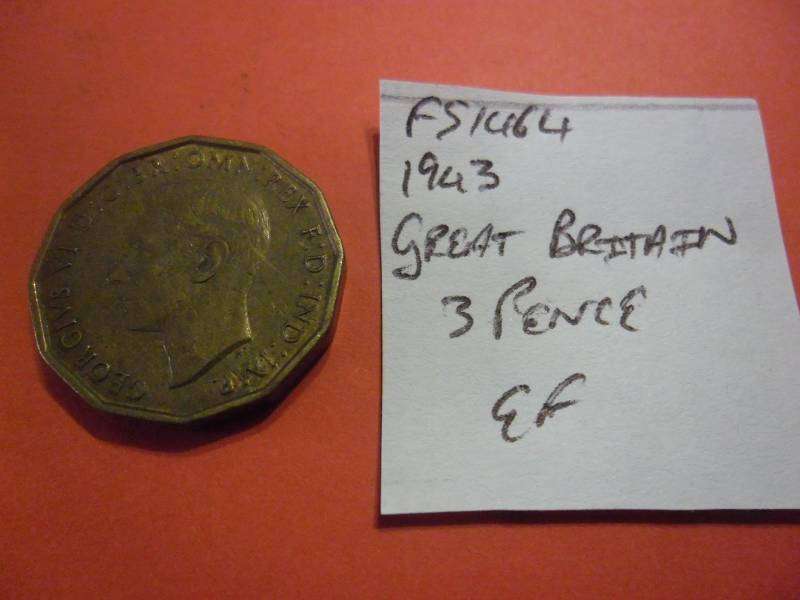 GEORGIVS VI D:G:BR:OMN:REX F:D:IND:IMP.
FS1464
1943
GREAT BRITAIN
3 PENCE
EF